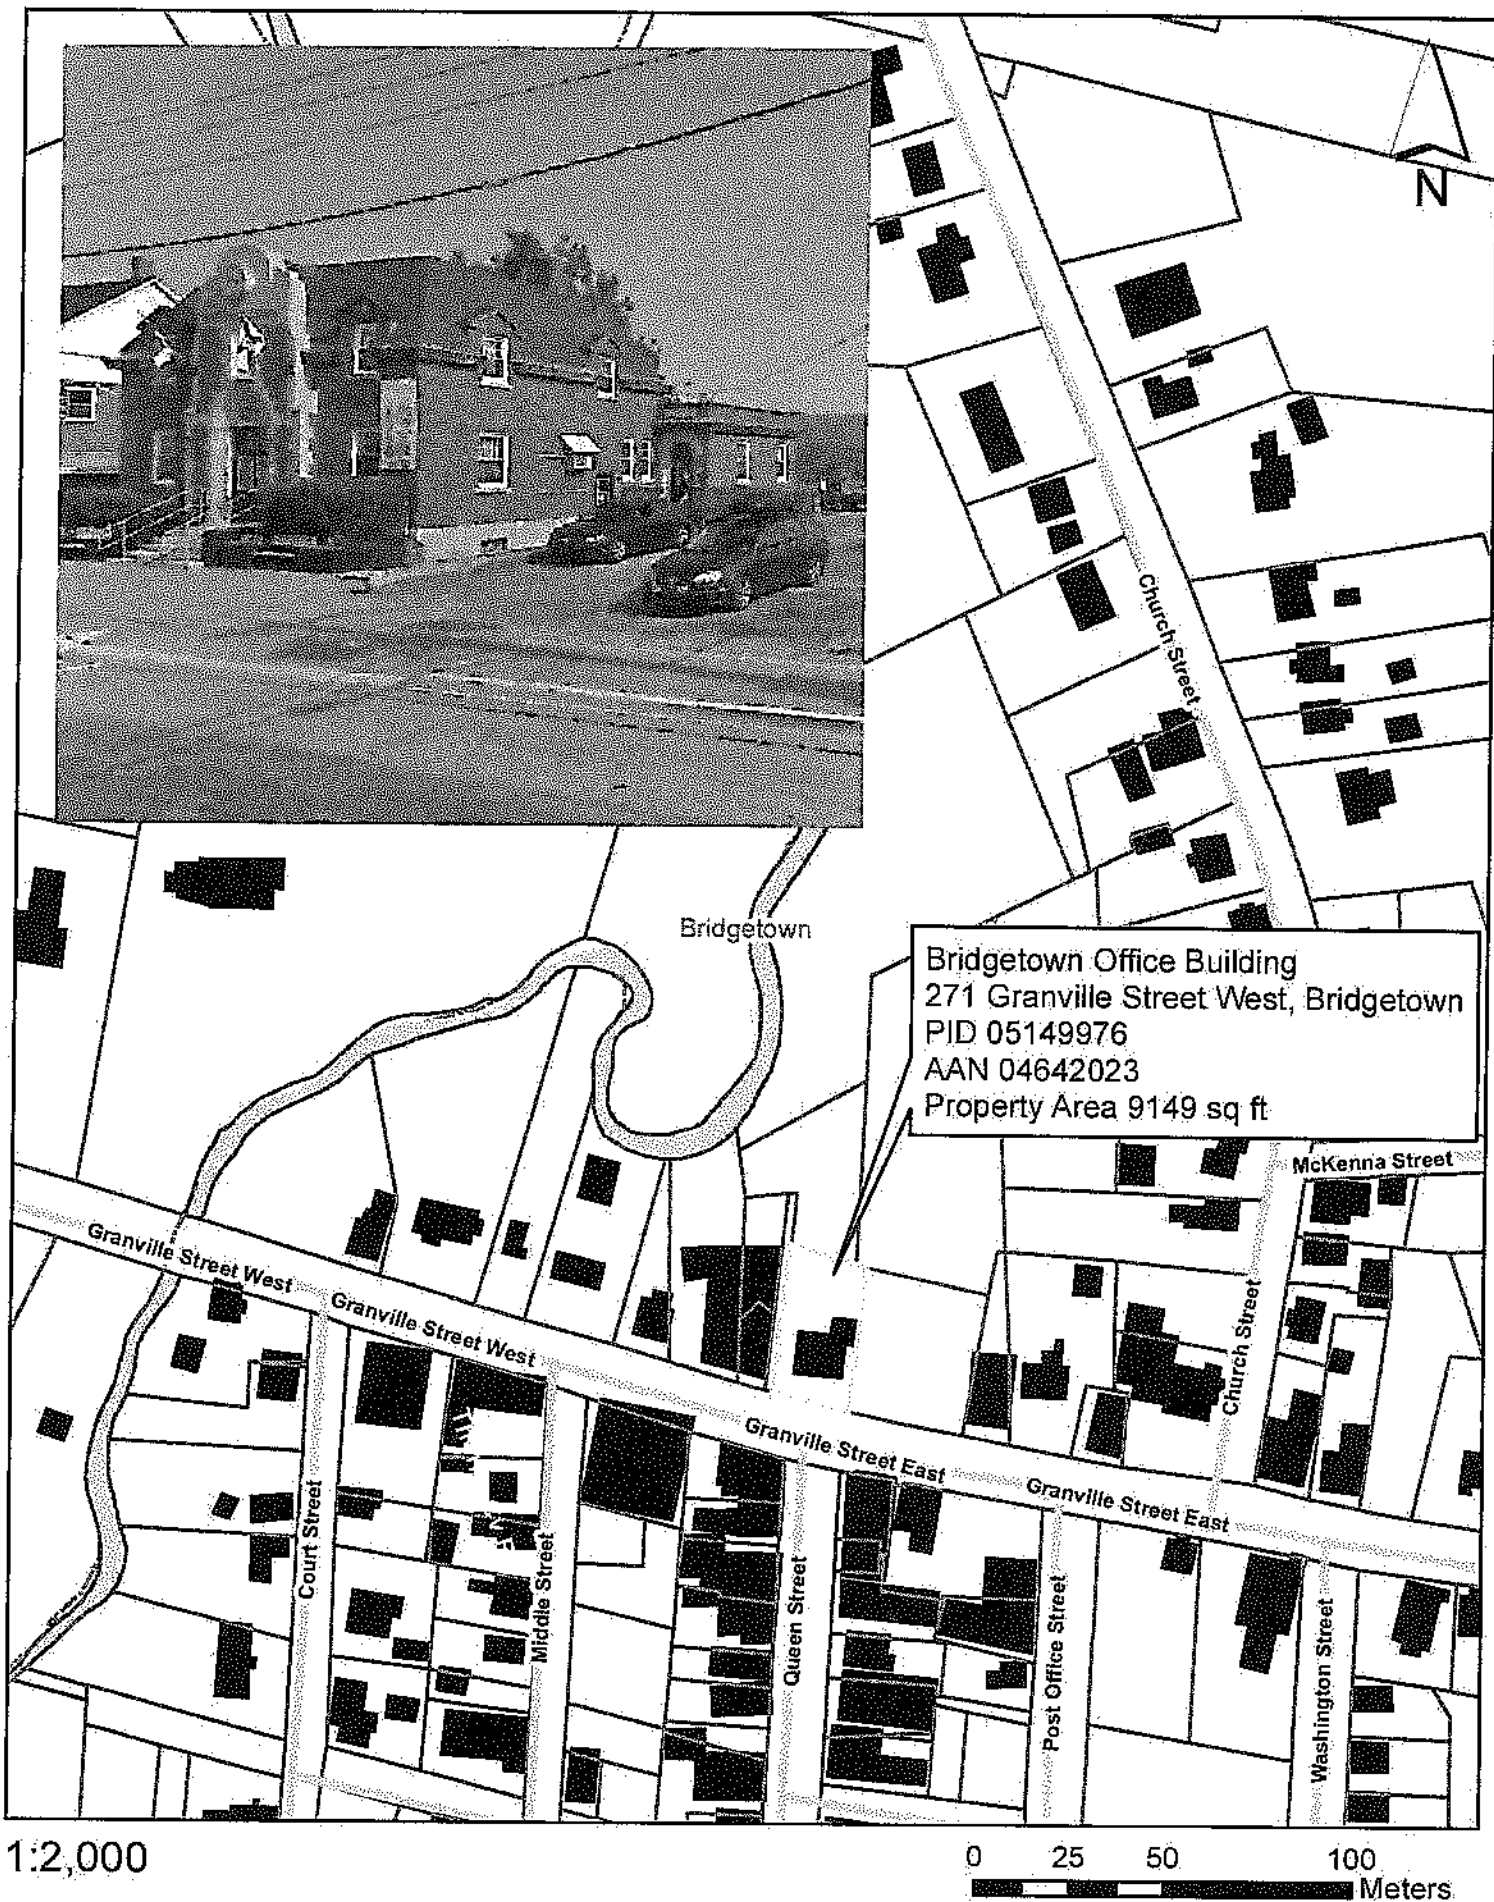 N
Church Street
Bridgetown
Bridgetown Office Building
271 Granville Street West, Bridgetown
PID 05149976
AAN 04642023
Property Area 9149 sq ft
McKenna Street
Granville Street West
Granville Street West
Church Street
Granville Street East
Granville Street East
Court Street
Middle Street
Queen Street
Post Office Street
Washington Street
1:2,000
0 25 50 100
Meters